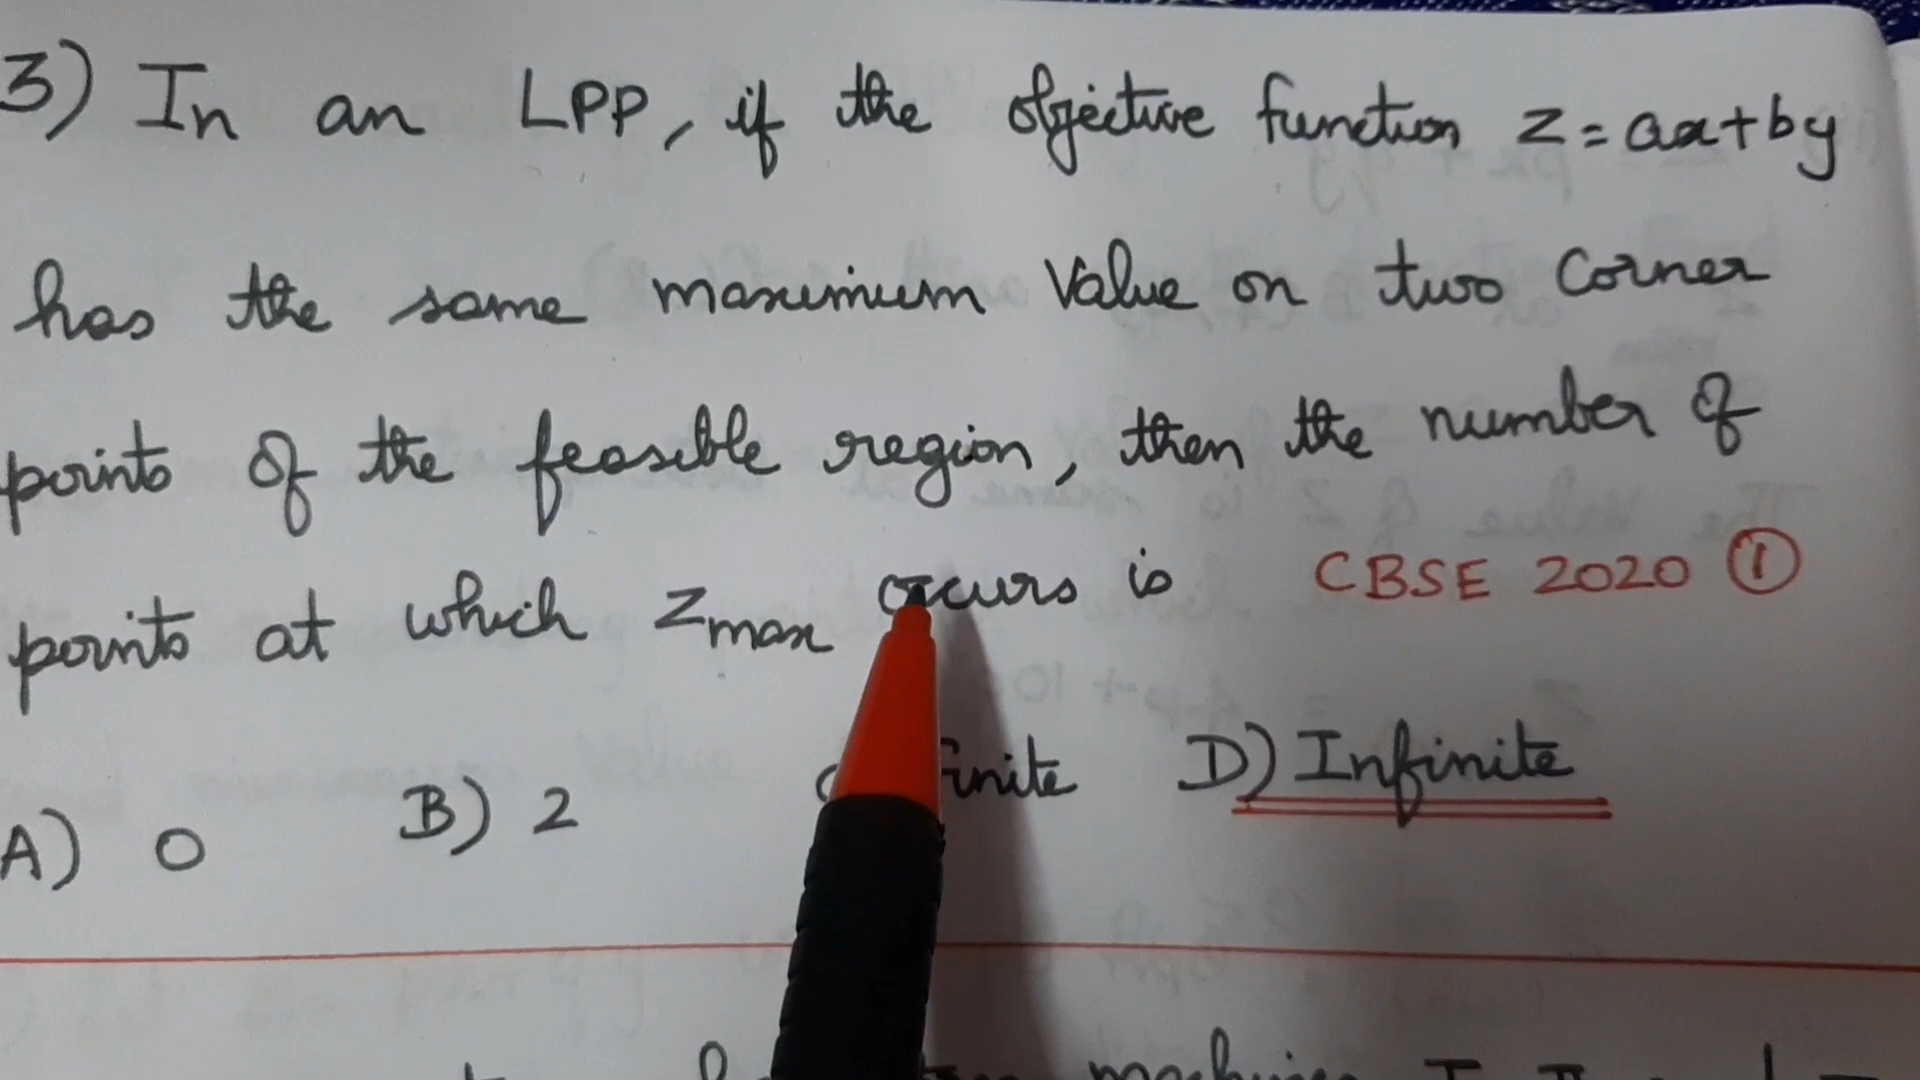 3) In an LPP, if the objective function Z = ax+by
has the same maximum value on two corner
points of the feasible region, then the number of
points at which Zmax occurs is CBSE 2020 ①
A) 0 B) 2 finite D) Infinite